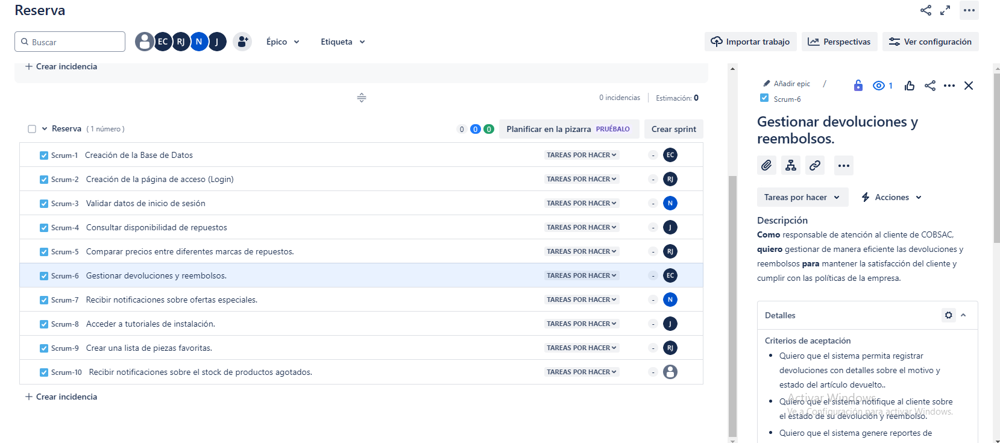 Reserva
Buscar
EC RJ N J
Épico
Etiqueta
Importar trabajo
Perspectivas
Ver configuración
+ Crear incidencia
0 incidencias
Estimación: 0
Reserva ( 1 número )
0 0 0
Planificar en la pizarra PRUÉBALO
Crear sprint
Scrum-1 Creación de la Base de Datos TAREAS POR HACER - EC
Scrum-2 Creación de la página de acceso (Login) TAREAS POR HACER - RJ
Scrum-3 Validar datos de inicio de sesión TAREAS POR HACER - N
Scrum-4 Consultar disponibilidad de repuestos TAREAS POR HACER - J
Scrum-5 Comparar precios entre diferentes marcas de repuestos. TAREAS POR HACER - RJ
Scrum-6 Gestionar devoluciones y reembolsos. TAREAS POR HACER - EC
Scrum-7 Recibir notificaciones sobre ofertas especiales. TAREAS POR HACER - N
Scrum-8 Acceder a tutoriales de instalación. TAREAS POR HACER - J
Scrum-9 Crear una lista de piezas favoritas. TAREAS POR HACER - RJ
Scrum-10 Recibir notificaciones sobre el stock de productos agotados. TAREAS POR HACER -
+ Crear incidencia
Añadir epic /
1
Scrum-6
Gestionar devoluciones y
reembolsos.
Tareas por hacer
Acciones
Descripción
Como responsable de atención al cliente de COBSAC,
quiero gestionar de manera eficiente las devoluciones y
reembolsos para mantener la satisfacción del cliente y
cumplir con las políticas de la empresa.
Detalles
Criterios de aceptación
• Quiero que el sistema permita registrar
devoluciones con detalles sobre el motivo y
estado del artículo devuelto..
• Quiero que el sistema notifique al cliente sobre
el estado de su devolución y reembolso.
• Quiero que el sistema genere reportes de
Activar Windows
Ve a Configuración para activar Windows.